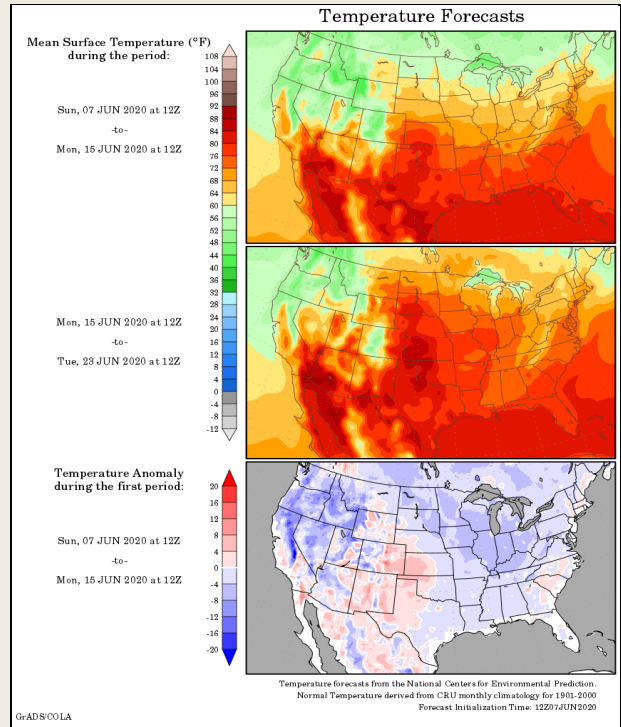 Temperature Forecasts
Mean Surface Temperature (°F)
during the period:
Sun, 07 JUN 2020 at 12Z
-to-
Mon, 15 JUN 2020 at 12Z
108
104
100
96
92
88
84
80
76
72
68
64
60
56
52
48
44
40
36
32
28
24
20
16
12
8
4
0
-4
-8
-12
Mon, 15 JUN 2020 at 12Z
-to-
Tue, 23 JUN 2020 at 12Z
Temperature Anomaly
during the first period:
Sun, 07 JUN 2020 at 12Z
-to-
Mon, 15 JUN 2020 at 12Z
20
16
12
8
4
0
-4
-8
-12
-16
-20
Temperature forecasts from the National Centers for Environmental Prediction.
Normal Temperature derived from CRU monthly climatology for 1901-2000
Forecast Initialization Time: 12Z07JUN2020
GrADS/COLA